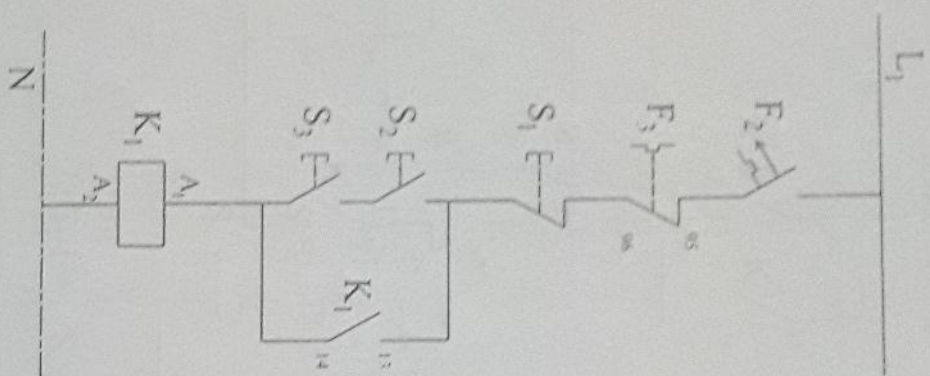 L₁
F₂
F₃
95
96
S₁
S₂
S₃
K₁
13
14
A₁
K₁
A₂
N